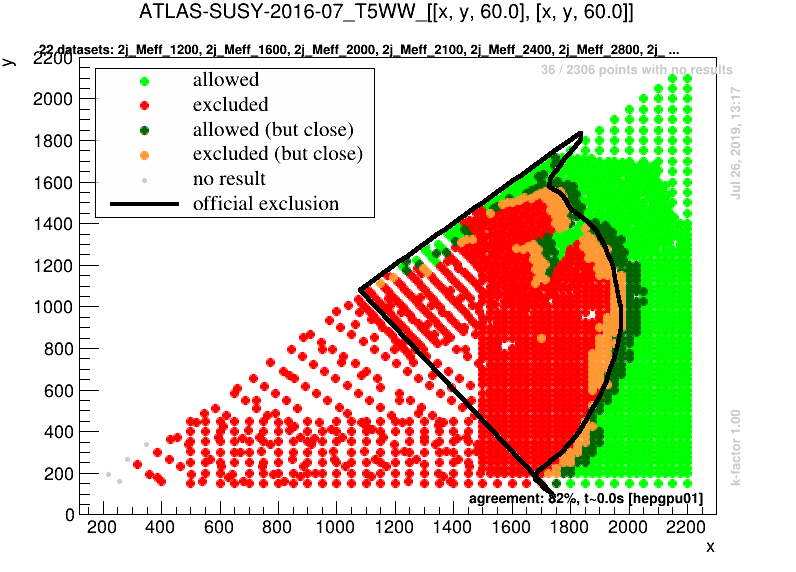 ATLAS-SUSY-2016-07_T5WW_[[x, y, 60.0], [x, y, 60.0]]
22 datasets: 2j_Meff_1200, 2j_Meff_1600, 2j_Meff_2000, 2j_Meff_2100, 2j_Meff_2400, 2j_Meff_2800, 2j_ ...
36 / 2306 points with no results
y
allowed
excluded
allowed (but close)
excluded (but close)
no result
official exclusion
2200
2000
1800
1600
1400
1200
1000
800
600
400
200
0
200 400 600 800 1000 1200 1400 1600 1800 2000 2200
x
agreement: 82%, t~0.0s [hepgpu01]
Jul 26, 2019, 13:17
k-factor 1.00